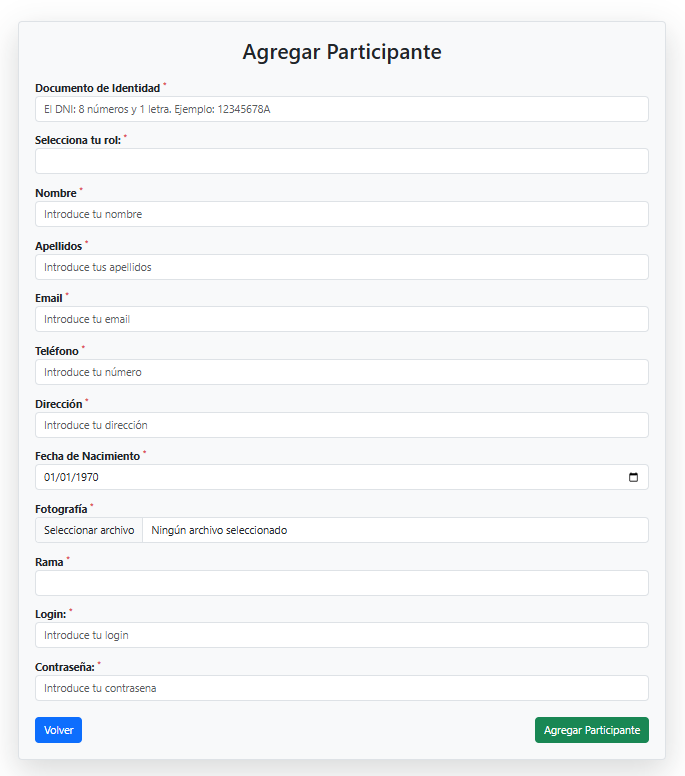 Agregar Participante
Documento de Identidad *
El DNI: 8 números y 1 letra. Ejemplo: 12345678A
Selecciona tu rol: *
Nombre *
Introduce tu nombre
Apellidos *
Introduce tus apellidos
Email *
Introduce tu email
Teléfono *
Introduce tu número
Dirección *
Introduce tu dirección
Fecha de Nacimiento *
01/01/1970
Fotografía *
Seleccionar archivo Ningún archivo seleccionado
Rama *
Login: *
Introduce tu login
Contraseña: *
Introduce tu contrasena
Volver Agregar Participante